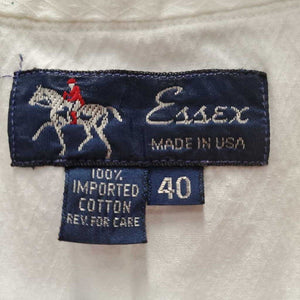 Essex
MADE IN USA
100%
IMPORTED
COTTON
REV. FOR CARE
40